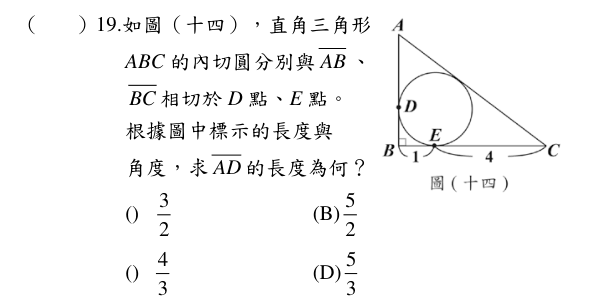 (　　) 19.如圖（十四），直角三角形
ABC 的內切圓分別與 AB、
BC 相切於 D 點、E 點。
根據圖中標示的長度與
角度，求 AD 的長度為何？
() 3/2　(B) 5/2
() 4/3　(D) 5/3
A
D
B 1 E 4 C
圖（十四）